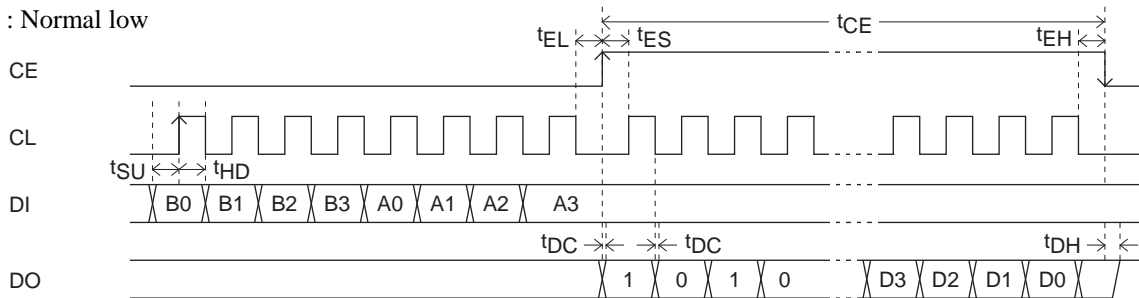 : Normal low
tCE
tEL tES tEH
CE
CL
tSU tHD
DI B0 B1 B2 B3 A0 A1 A2 A3
tDC tDC tDH
DO 1 0 1 0 D3 D2 D1 D0